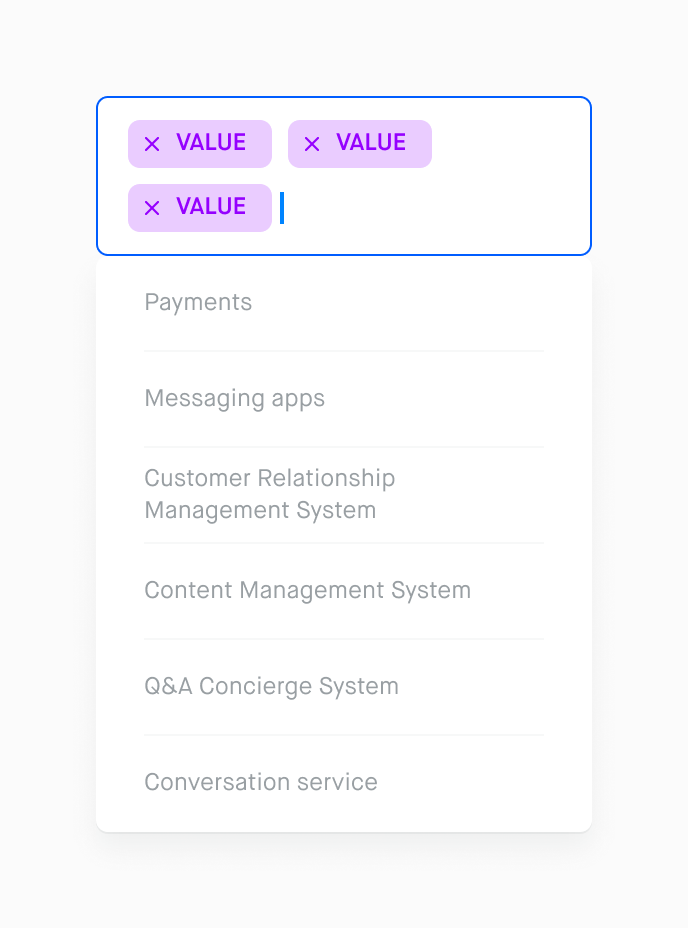 VALUE VALUE
VALUE
Payments
Messaging apps
Customer Relationship
Management System
Content Management System
Q&A Concierge System
Conversation service